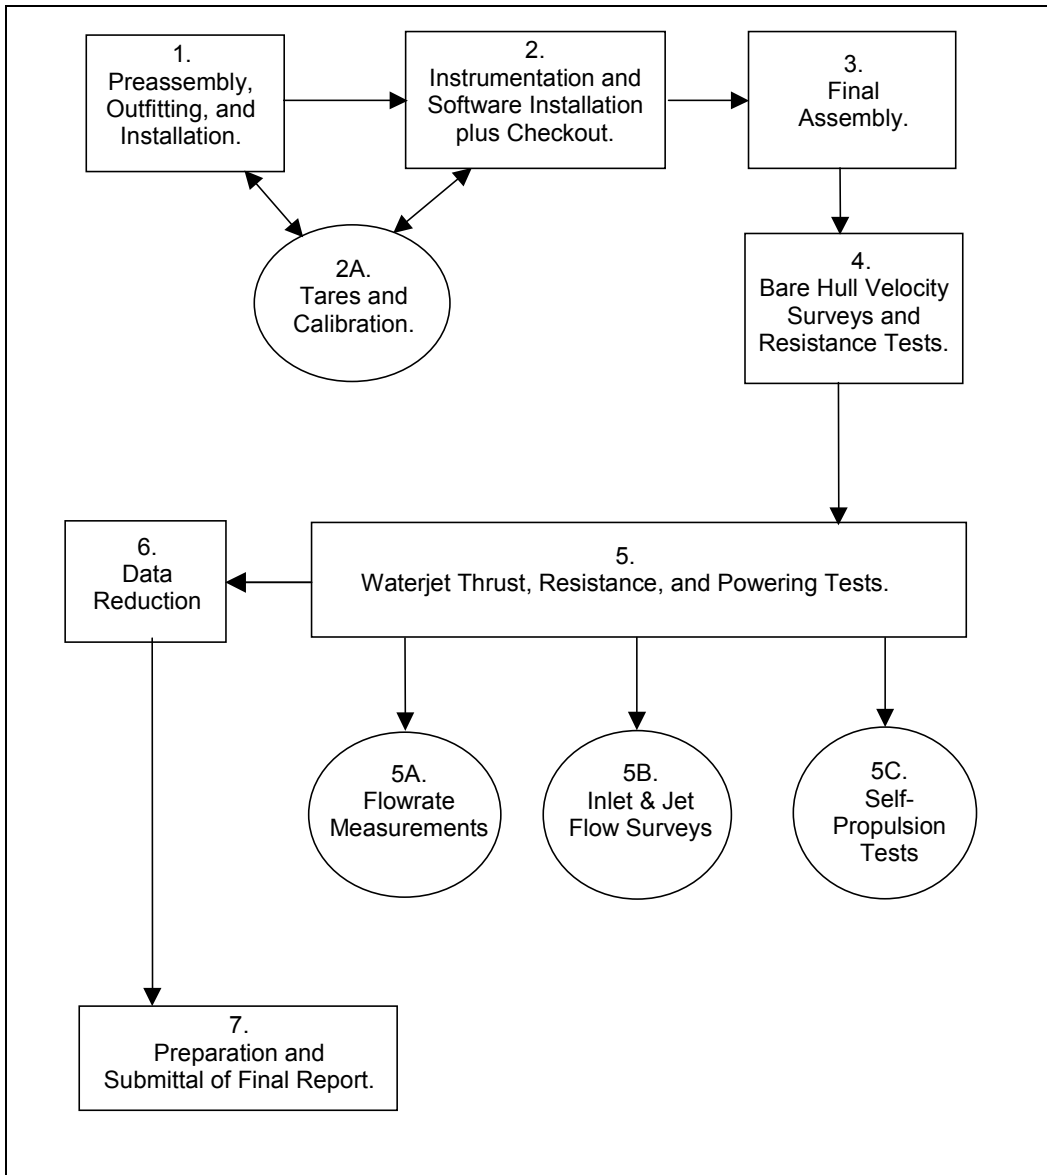 1.
Preassembly,
Outfitting, and
Installation.
2.
Instrumentation and
Software Installation
plus Checkout.
3.
Final
Assembly.
2A.
Tares and
Calibration.
4.
Bare Hull Velocity
Surveys and
Resistance Tests.
5.
Waterjet Thrust, Resistance, and Powering Tests.
6.
Data
Reduction
5A.
Flowrate
Measurements
5B.
Inlet & Jet
Flow Surveys
5C.
Self-
Propulsion
Tests
7.
Preparation and
Submittal of Final Report.